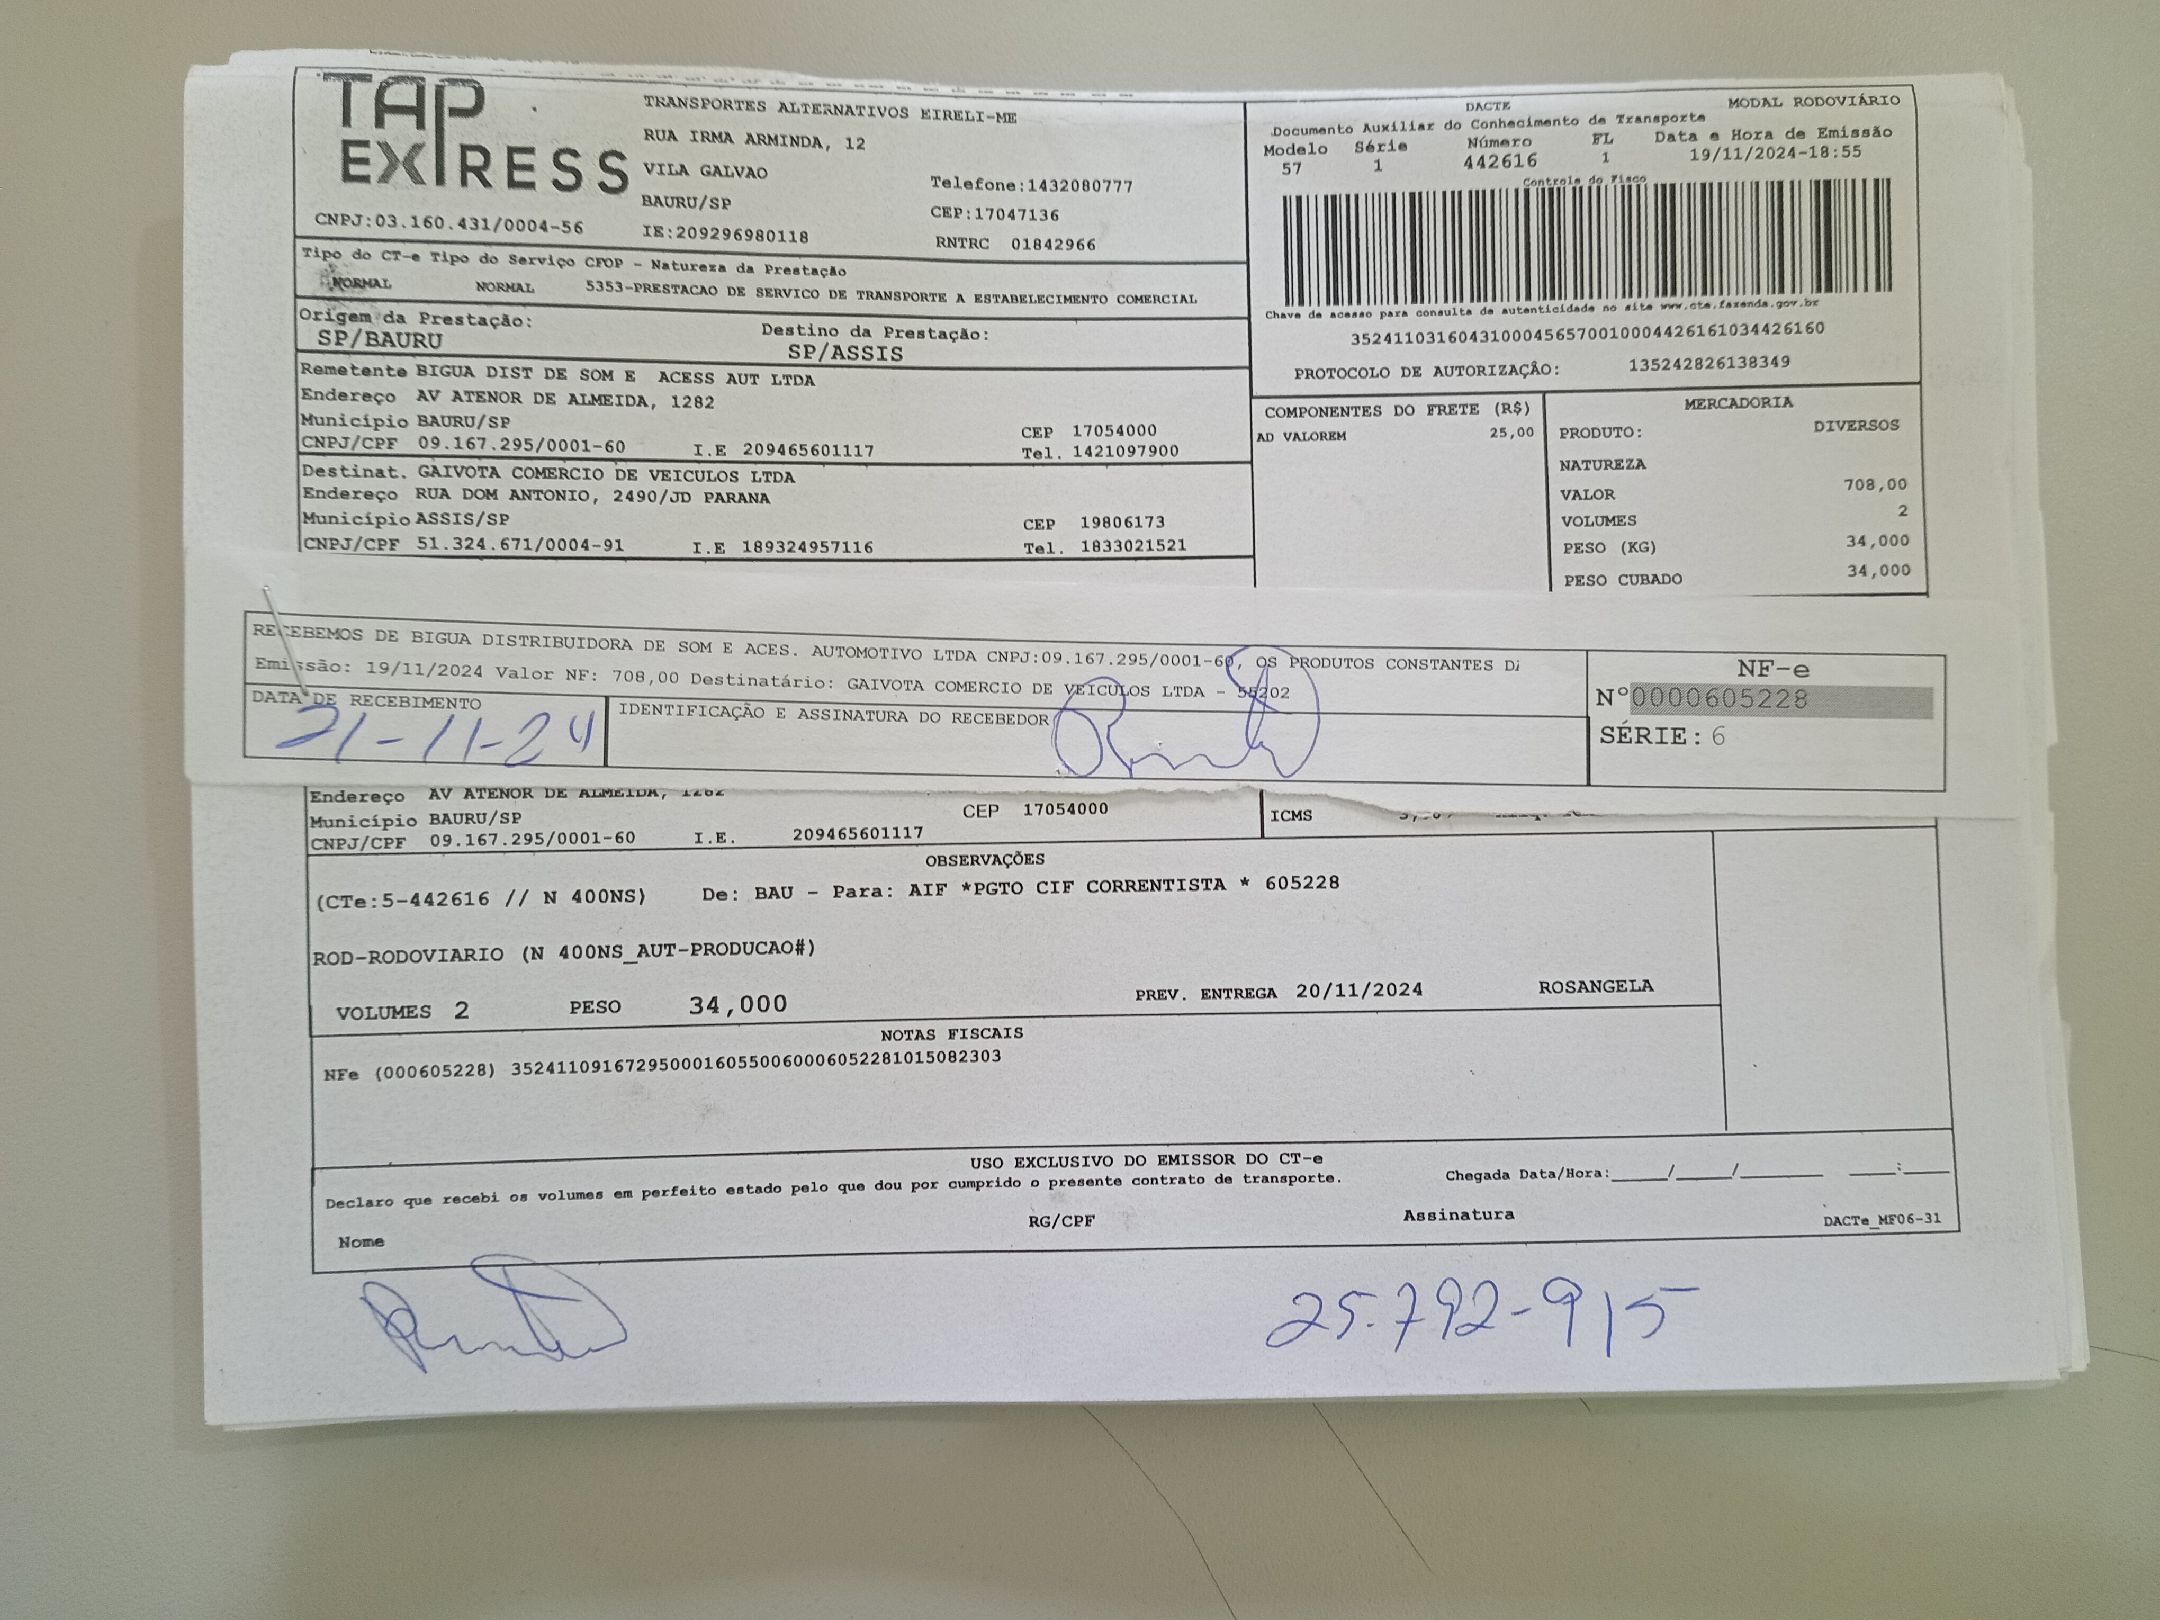 TAP EXPRESS
CNPJ:03.160.431/0004-56
TRANSPORTES ALTERNATIVOS EIRELI-ME
RUA IRMA ARMINDA, 12
VILA GALVAO
BAURU/SP
IE:209296980118
Telefone:1432080777
CEP:17047136
RNTRC 01842966
DACTE MODAL RODOVIÁRIO
Documento Auxiliar do Conhecimento de Transporte
Modelo Série Número FL Data e Hora de Emissão
57 1 442616 1 19/11/2024-18:55
Controle do Fisco
Chave de acesso para consulta de autenticidade no site www.cte.fazenda.gov.br
35241103160431000456570010004426161034426160
PROTOCOLO DE AUTORIZAÇÂO: 135242826138349
Tipo do CT-e Tipo do Serviço CFOP - Natureza da Prestação
NORMAL NORMAL 5353-PRESTACAO DE SERVICO DE TRANSPORTE A ESTABELECIMENTO COMERCIAL
Origem da Prestação: Destino da Prestação:
SP/BAURU SP/ASSIS
Remetente BIGUA DIST DE SOM E ACESS AUT LTDA
Endereço AV ATENOR DE ALMEIDA, 1282
Município BAURU/SP CEP 17054000
CNPJ/CPF 09.167.295/0001-60 I.E 209465601117 Tel. 1421097900
Destinat. GAIVOTA COMERCIO DE VEICULOS LTDA
Endereço RUA DOM ANTONIO, 2490/JD PARANA
Município ASSIS/SP CEP 19806173
CNPJ/CPF 51.324.671/0004-91 I.E 189324957116 Tel. 1833021521
COMPONENTES DO FRETE (R$)
AD VALOREM 25,00
MERCADORIA
PRODUTO: DIVERSOS
NATUREZA
VALOR 708,00
VOLUMES 2
PESO (KG) 34,000
PESO CUBADO 34,000
RECEBEMOS DE BIGUA DISTRIBUIDORA DE SOM E ACES. AUTOMOTIVO LTDA CNPJ:09.167.295/0001-60, OS PRODUTOS CONSTANTES
Emissão: 19/11/2024 Valor NF: 708,00 Destinatário: GAIVOTA COMERCIO DE VEICULOS LTDA - 55202
DATA DE RECEBIMENTO IDENTIFICAÇÃO E ASSINATURA DO RECEBEDOR
21-11-24
NF-e
N°0000605228
SÉRIE: 6
Endereço AV ATENOR DE ALMEIDA, 1282
Município BAURU/SP CEP 17054000 ICMS
CNPJ/CPF 09.167.295/0001-60 I.E. 209465601117
OBSERVAÇÕES
(CTe:5-442616 // N 400NS) De: BAU - Para: AIF *PGTO CIF CORRENTISTA * 605228
ROD-RODOVIARIO (N 400NS_AUT-PRODUCAO#)
VOLUMES 2 PESO 34,000 PREV. ENTREGA 20/11/2024 ROSANGELA
NOTAS FISCAIS
NFe (000605228) 35241109167295000160550060006052281015082303
USO EXCLUSIVO DO EMISSOR DO CT-e
Declaro que recebi os volumes em perfeito estado pelo que dou por cumprido o presente contrato de transporte. Chegada Data/Hora:____/____/______ ___:___
Nome RG/CPF Assinatura DACTe_MF06-31
25.792-915